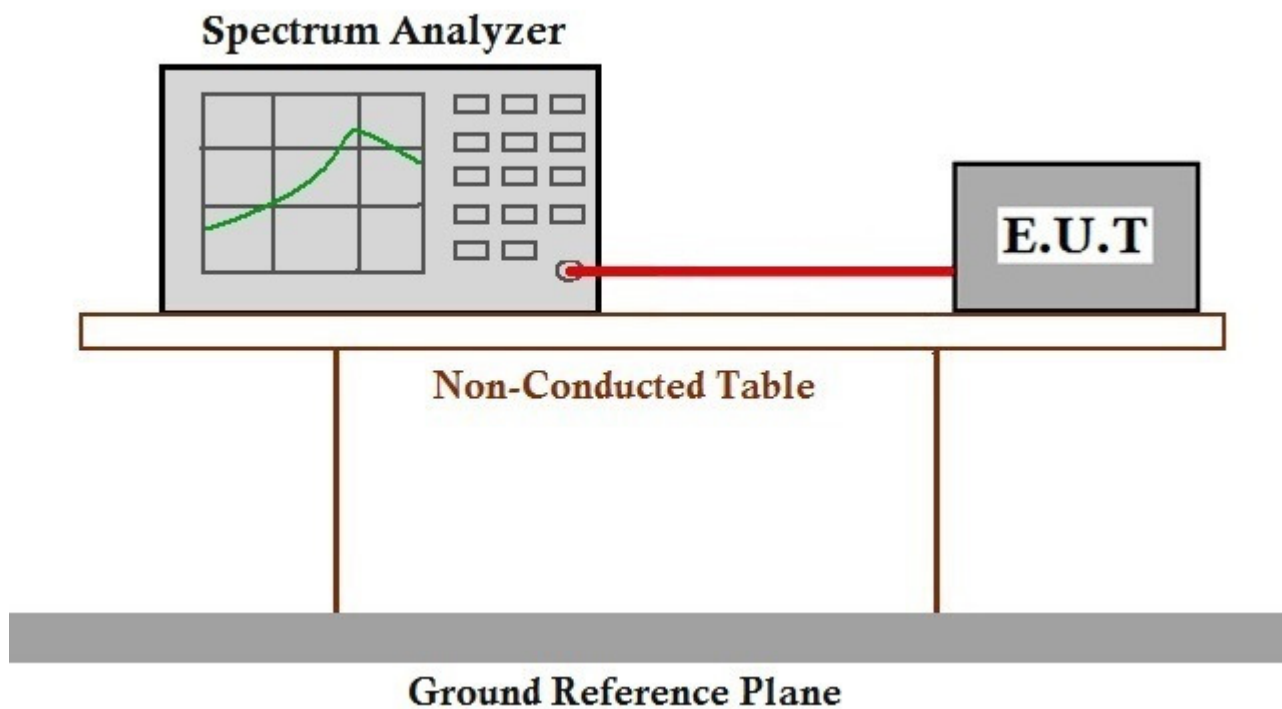 Spectrum Analyzer
E.U.T
Non-Conducted Table
Ground Reference Plane